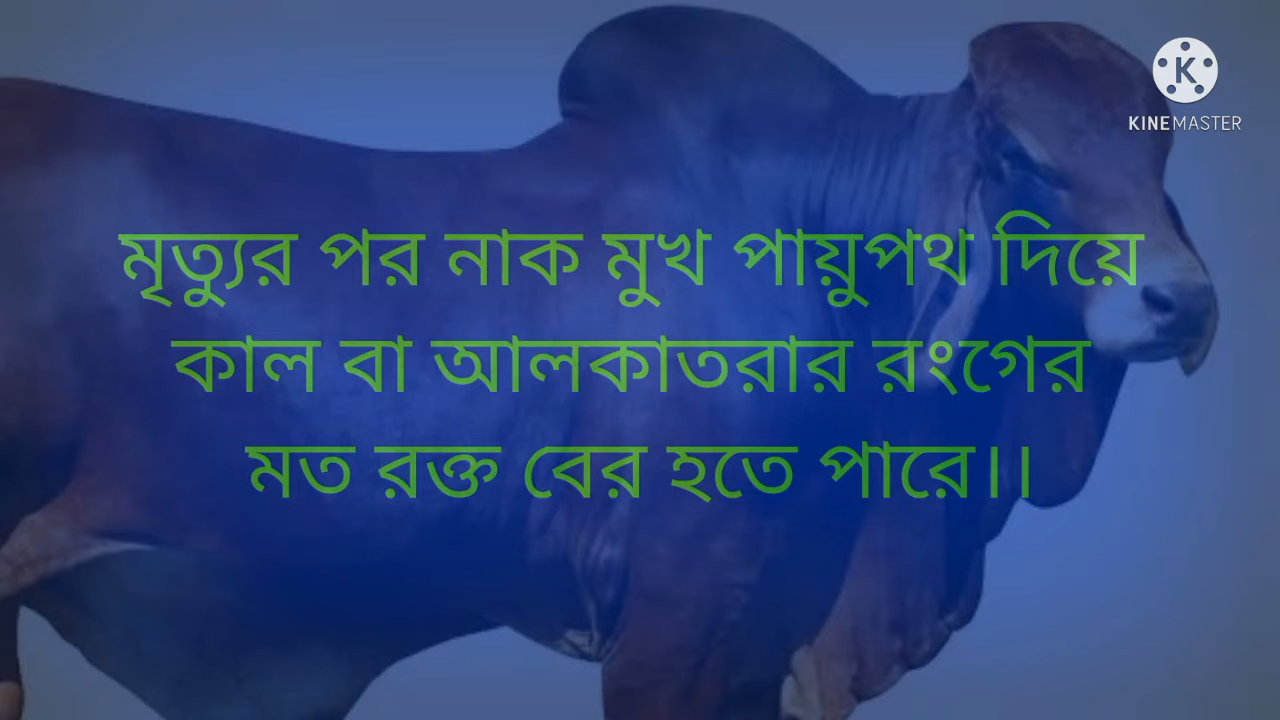 KINEMASTER
মৃত্যুর পর নাক মুখ পায়ুপথ দিয়ে
কাল বা আলকাতরার রংগের
মত রক্ত বের হতে পারে।।